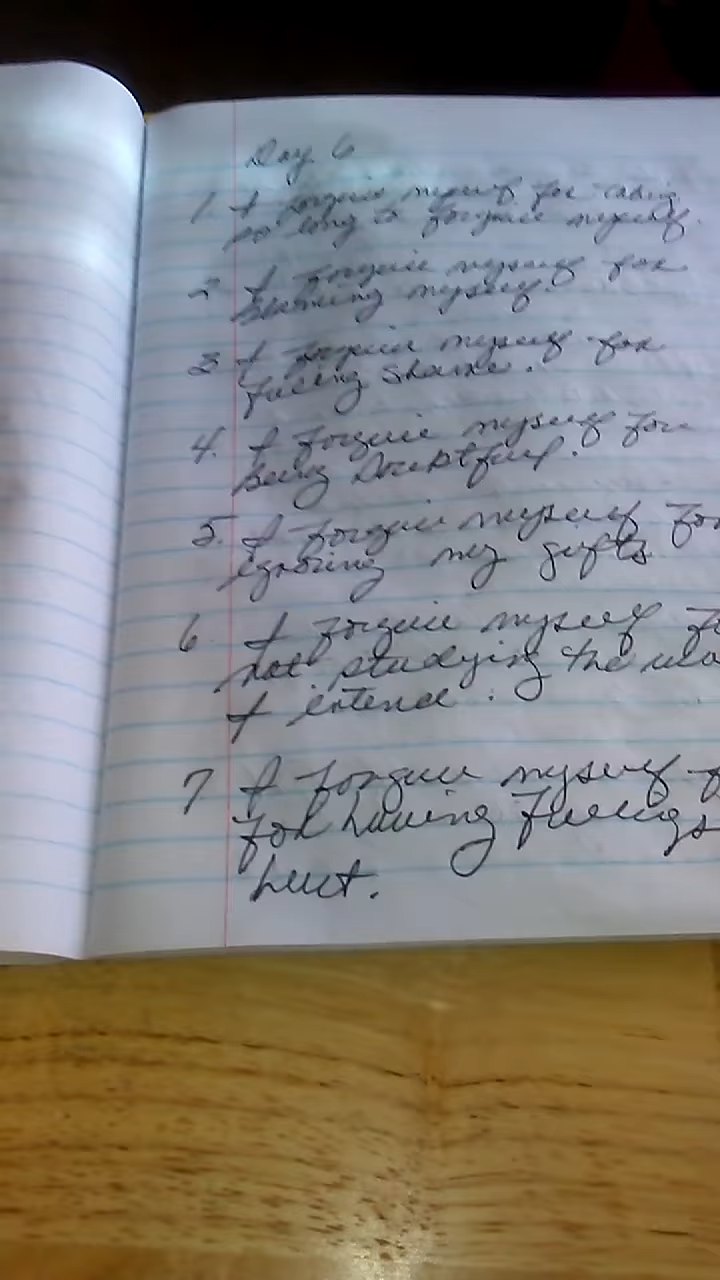 Day 6
1. I forgive myself for taking
so long to forgive myself.
2 I forgive myself for
blaming myself.
3 I forgive myself for
feeling shame.
4. I forgive myself for
being Doubtful.
5. I forgive myself for
ignoring my gifts
6 I forgive myself
not studying the
I intend.
7 I forgive myself
for having feelings
hurt.